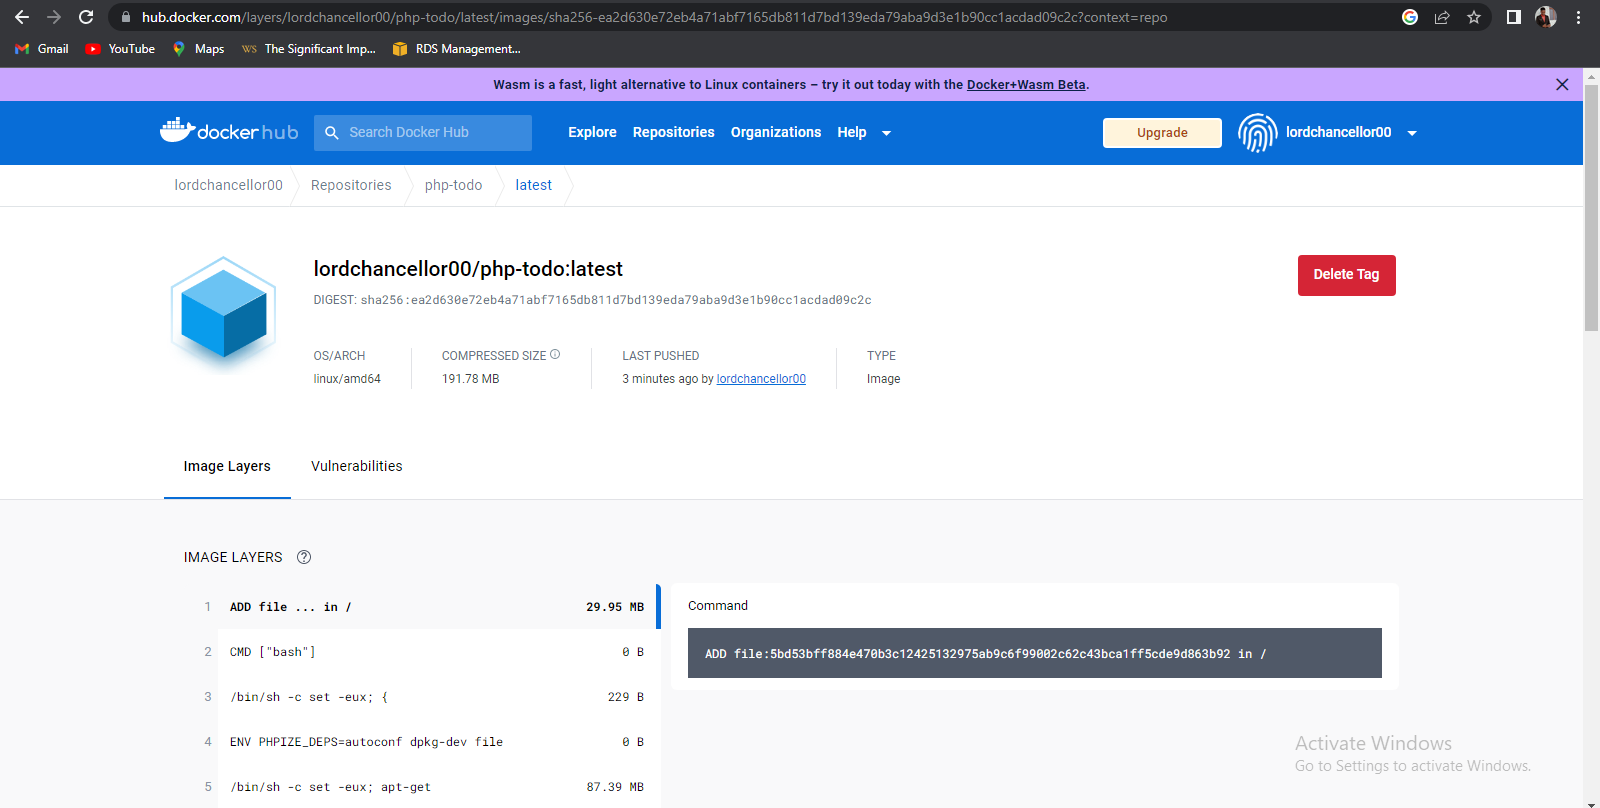 hub.docker.com/layers/lordchancellor00/php-todo/latest/images/sha256-ea2d630e72eb4a71abf7165db811d7bd139eda79aba9d3e1b90cc1acdad09c2c?context=repo
Gmail YouTube Maps WS The Significant Imp... RDS Management...
Wasm is a fast, light alternative to Linux containers – try it out today with the Docker+Wasm Beta.
dockerhub Search Docker Hub Explore Repositories Organizations Help Upgrade lordchancellor00
lordchancellor00 Repositories php-todo latest
lordchancellor00/php-todo:latest
Delete Tag
DIGEST: sha256:ea2d630e72eb4a71abf7165db811d7bd139eda79aba9d3e1b90cc1acdad09c2c
OS/ARCH COMPRESSED SIZE LAST PUSHED TYPE
linux/amd64 191.78 MB 3 minutes ago by lordchancellor00 Image
Image Layers Vulnerabilities
IMAGE LAYERS
1 ADD file ... in / 29.95 MB
2 CMD ["bash"] 0 B
3 /bin/sh -c set -eux; { 229 B
4 ENV PHPIZE_DEPS=autoconf dpkg-dev file 0 B
5 /bin/sh -c set -eux; apt-get 87.39 MB
Command
ADD file:5bd53bff884e470b3c12425132975ab9c6f99002c62c43bca1ff5cde9d863b92 in /
Activate Windows
Go to Settings to activate Windows.